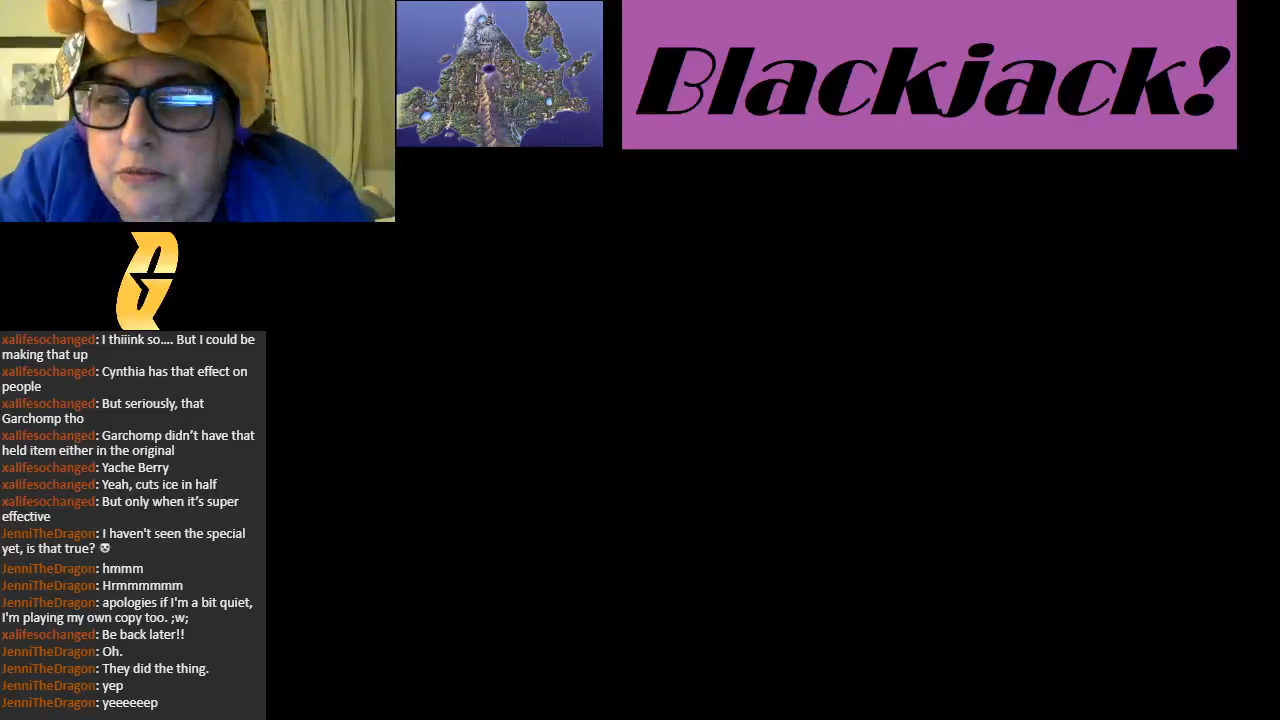 Blackjack!
xalifesochanged: I thiiink so.... But I could be
making that up
xalifesochanged: Cynthia has that effect on
people
xalifesochanged: But seriously, that
Garchomp tho
xalifesochanged: Garchomp didn’t have that
held item either in the original
xalifesochanged: Yache Berry
xalifesochanged: Yeah, cuts ice in half
xalifesochanged: But only when it’s super
effective
JenniTheDragon: I haven't seen the special
yet, is that true? 💀
JenniTheDragon: hmmm
JenniTheDragon: Hrmmmmmm
JenniTheDragon: apologies if I'm a bit quiet,
I'm playing my own copy too. ;w;
xalifesochanged: Be back later!!
JenniTheDragon: Oh.
JenniTheDragon: They did the thing.
JenniTheDragon: yep
JenniTheDragon: yeeeeeep